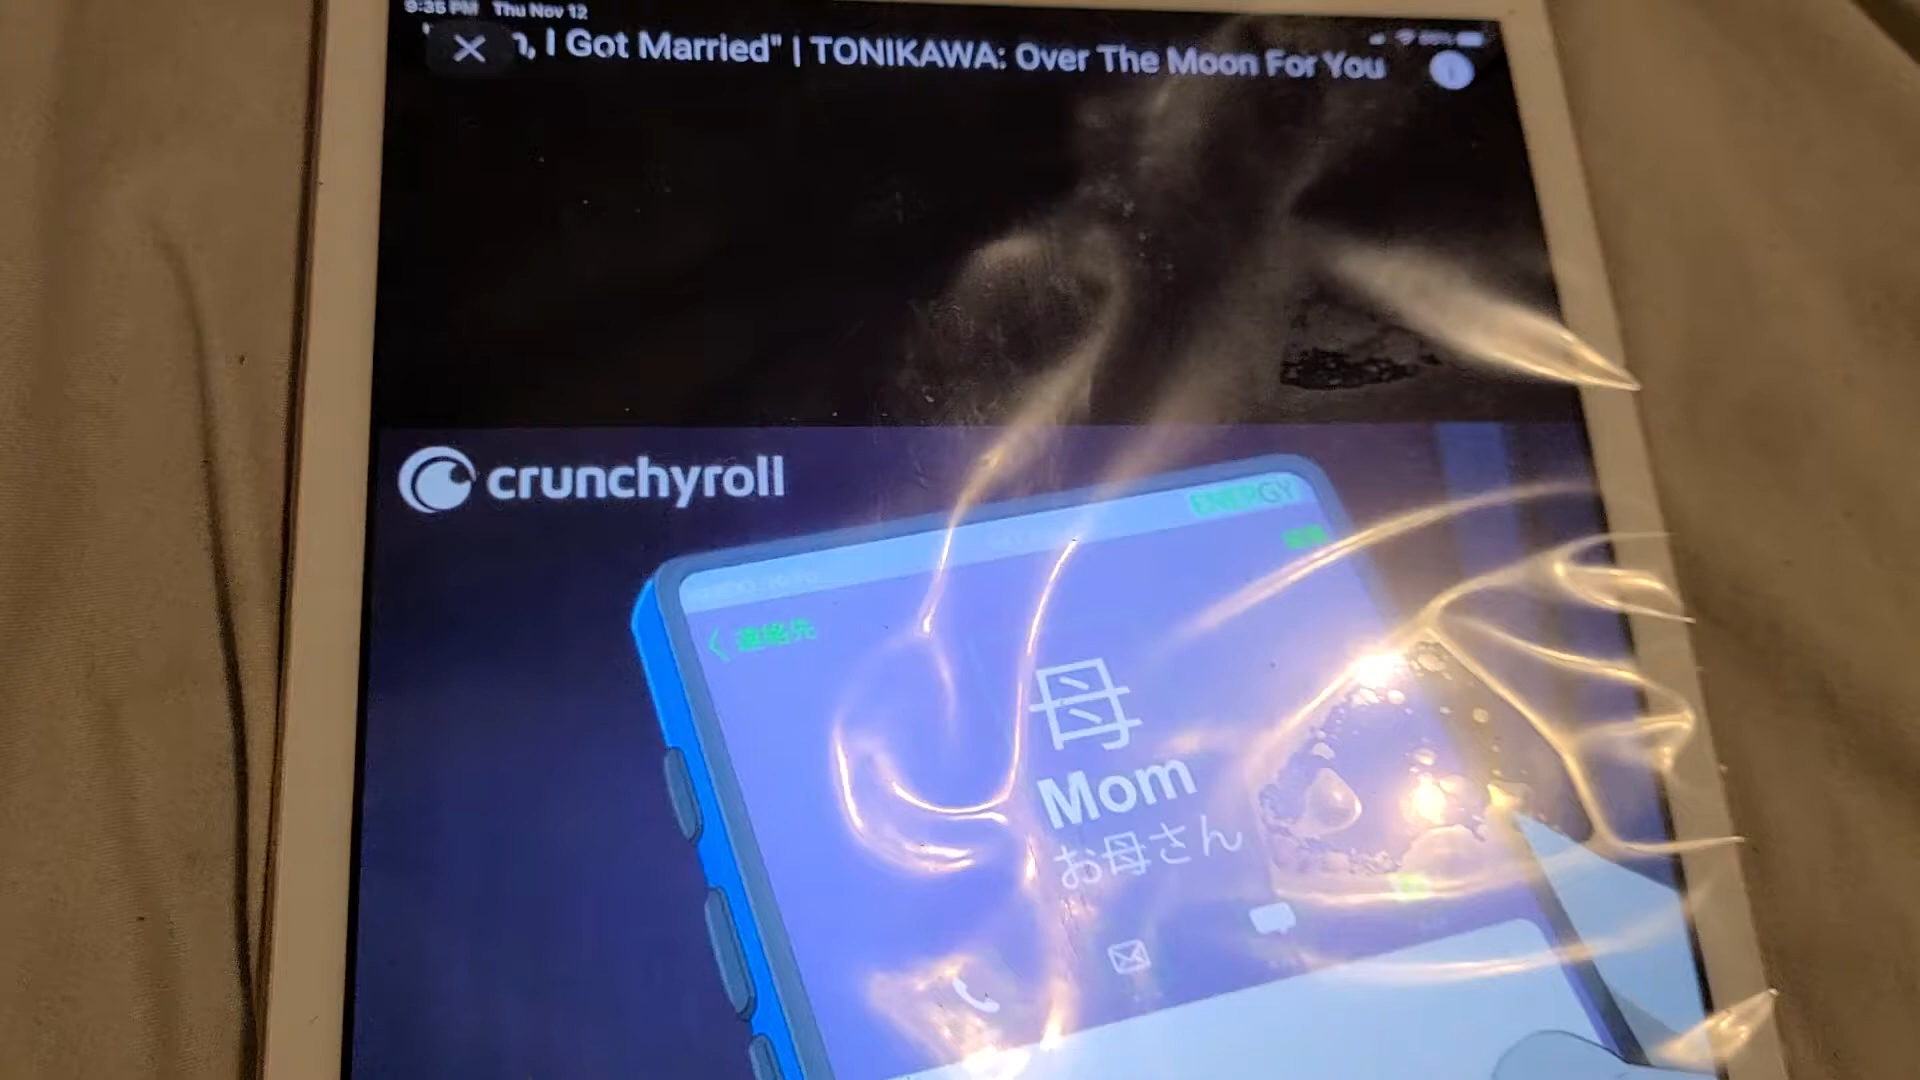 9:35 PM Thu Nov 12
, I Got Married" | TONIKAWA: Over The Moon For You
crunchyroll
ENERGY
連絡先
母
Mom
お母さん